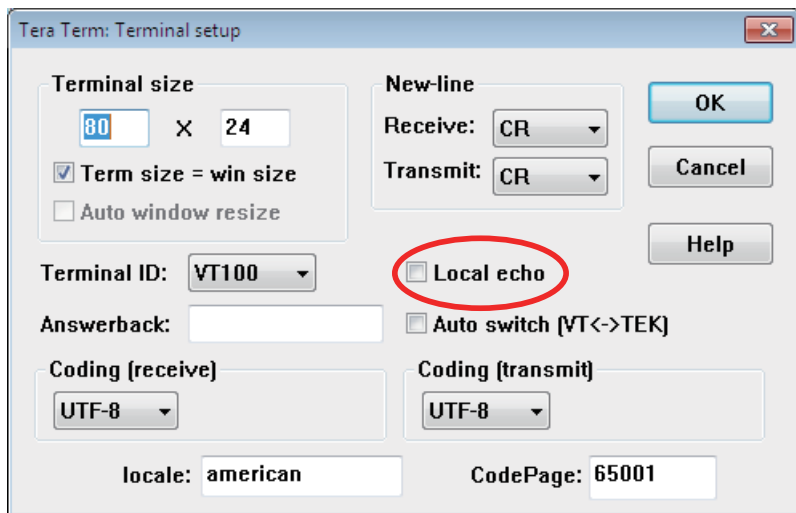 Tera Term: Terminal setup
Terminal size
80 X 24
Term size = win size
Auto window resize
New-line
Receive: CR
Transmit: CR
OK
Cancel
Help
Terminal ID: VT100
Local echo
Answerback:
Auto switch (VT<->TEK)
Coding (receive)
UTF-8
Coding (transmit)
UTF-8
locale: american
CodePage: 65001